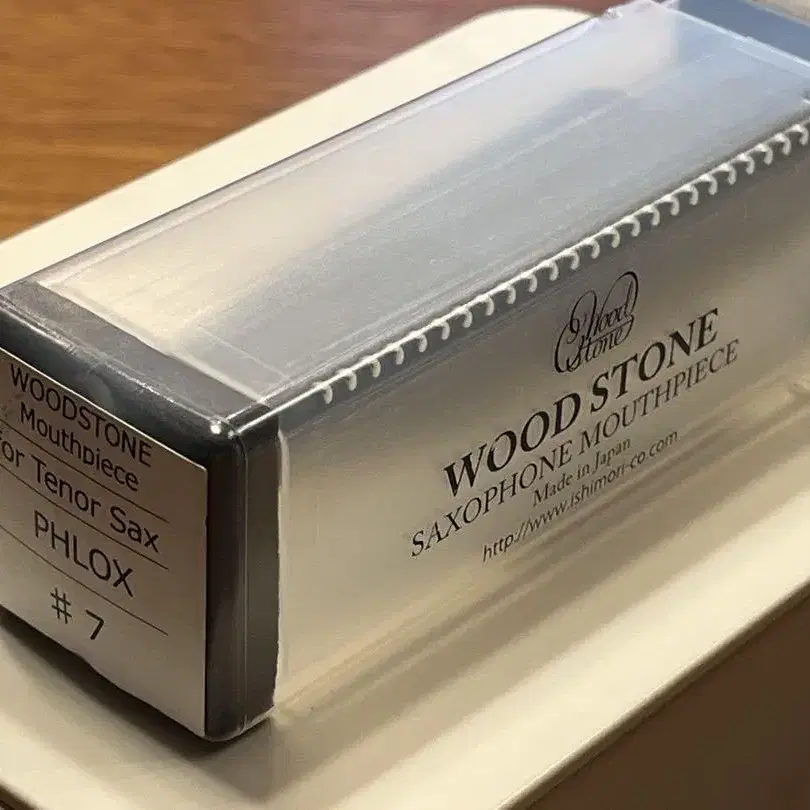 WOODSTONE
Mouthpiece
for Tenor Sax
PHLOX
# 7
Wood
Stone
WOOD STONE
SAXOPHONE MOUTHPIECE
Made in Japan
http://www.ishimori-co.com